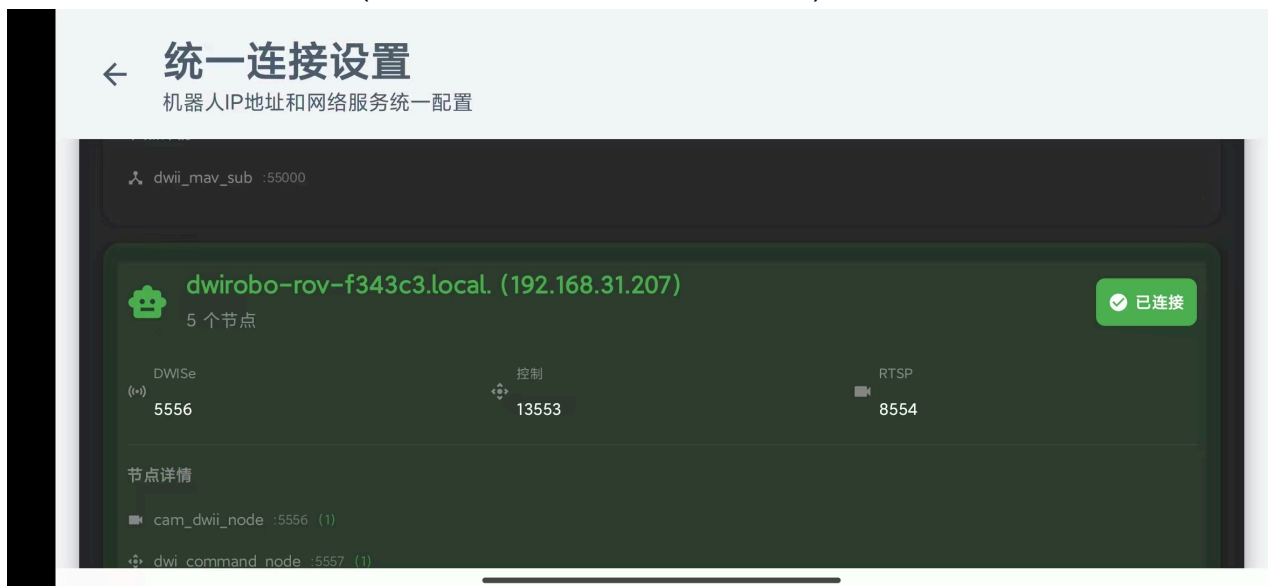 统一连接设置
机器人IP地址和网络服务统一配置
dwii_mav_sub :55000
dwirobo-rov-f343c3.local. (192.168.31.207)
5 个节点
已连接
DWISe
5556
控制
13553
RTSP
8554
节点详情
cam_dwii_node :5556 (1)
dwi_command_node :5557 (1)